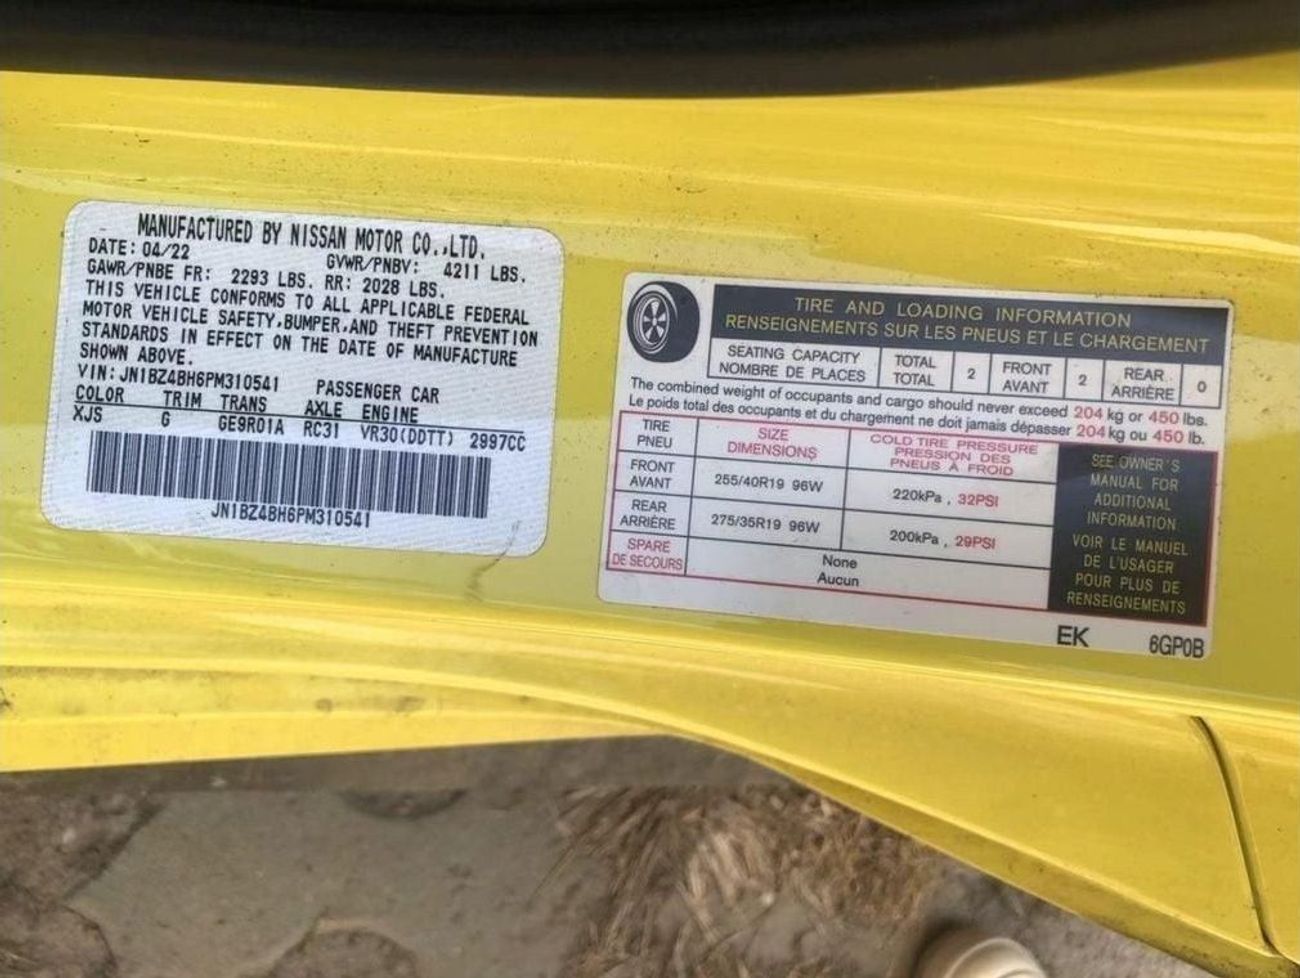 MANUFACTURED BY NISSAN MOTOR CO.,LTD.
DATE: 04/22 GVWR/PNBV: 4211 LBS.
GAWR/PNBE FR: 2293 LBS. RR: 2028 LBS.
THIS VEHICLE CONFORMS TO ALL APPLICABLE FEDERAL
MOTOR VEHICLE SAFETY,BUMPER,AND THEFT PREVENTION
STANDARDS IN EFFECT ON THE DATE OF MANUFACTURE
SHOWN ABOVE.
VIN: JN1BZ4BH6PM310541 PASSENGER CAR
COLOR TRIM TRANS AXLE ENGINE
XJS G GE9R01A RC31 VR30(DDTT) 2997CC
JN1BZ4BH6PM310541
TIRE AND LOADING INFORMATION
RENSEIGNEMENTS SUR LES PNEUS ET LE CHARGEMENT
SEATING CAPACITY TOTAL 2 FRONT 2 REAR 0
NOMBRE DE PLACES TOTAL AVANT ARRIÈRE
The combined weight of occupants and cargo should never exceed 204 kg or 450 lbs.
Le poids total des occupants et du chargement ne doit jamais dépasser 204 kg ou 450 lb.
TIRE SIZE COLD TIRE PRESSURE
PNEU DIMENSIONS PRESSION DES
PNEUS À FROID
FRONT
AVANT 255/40R19 96W 220kPa , 32PSI
REAR
ARRIÈRE 275/35R19 96W 200kPa , 29PSI
SPARE None
DE SECOURS Aucun
SEE OWNER'S
MANUAL FOR
ADDITIONAL
INFORMATION
VOIR LE MANUEL
DE L'USAGER
POUR PLUS DE
RENSEIGNEMENTS
EK 6GP0B